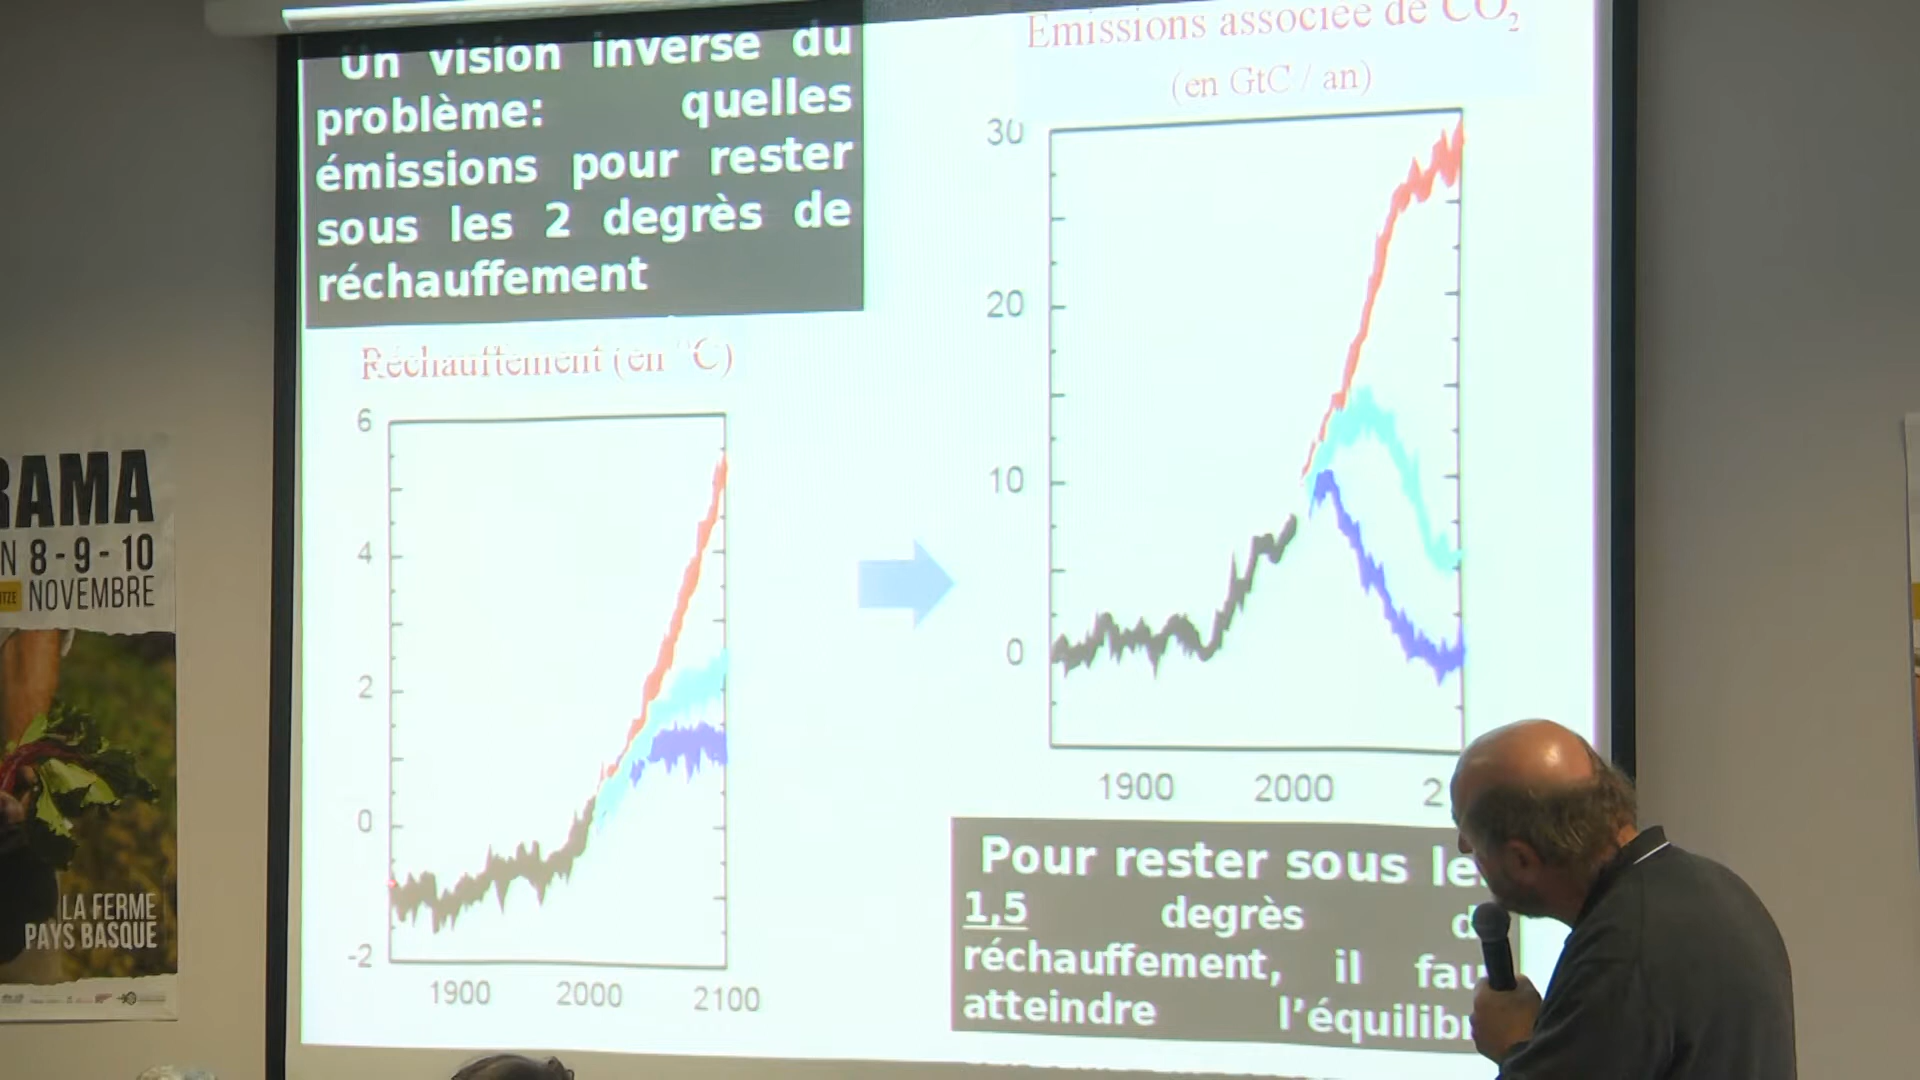 Un vision inverse du
problème: quelles
émissions pour rester
sous les 2 degrès de
réchauffement
Réchauffement (en °C)
6
4
2
0
-2
1900 2000 2100
Emissions associée de CO2
(en GtC / an)
30
20
10
0
1900 2000 2
Pour rester sous le
1,5 degrès d
réchauffement, il fau
atteindre l'équilib
RAMA
N 8 - 9 - 10
NOVEMBRE
LA FERME
PAYS BASQUE